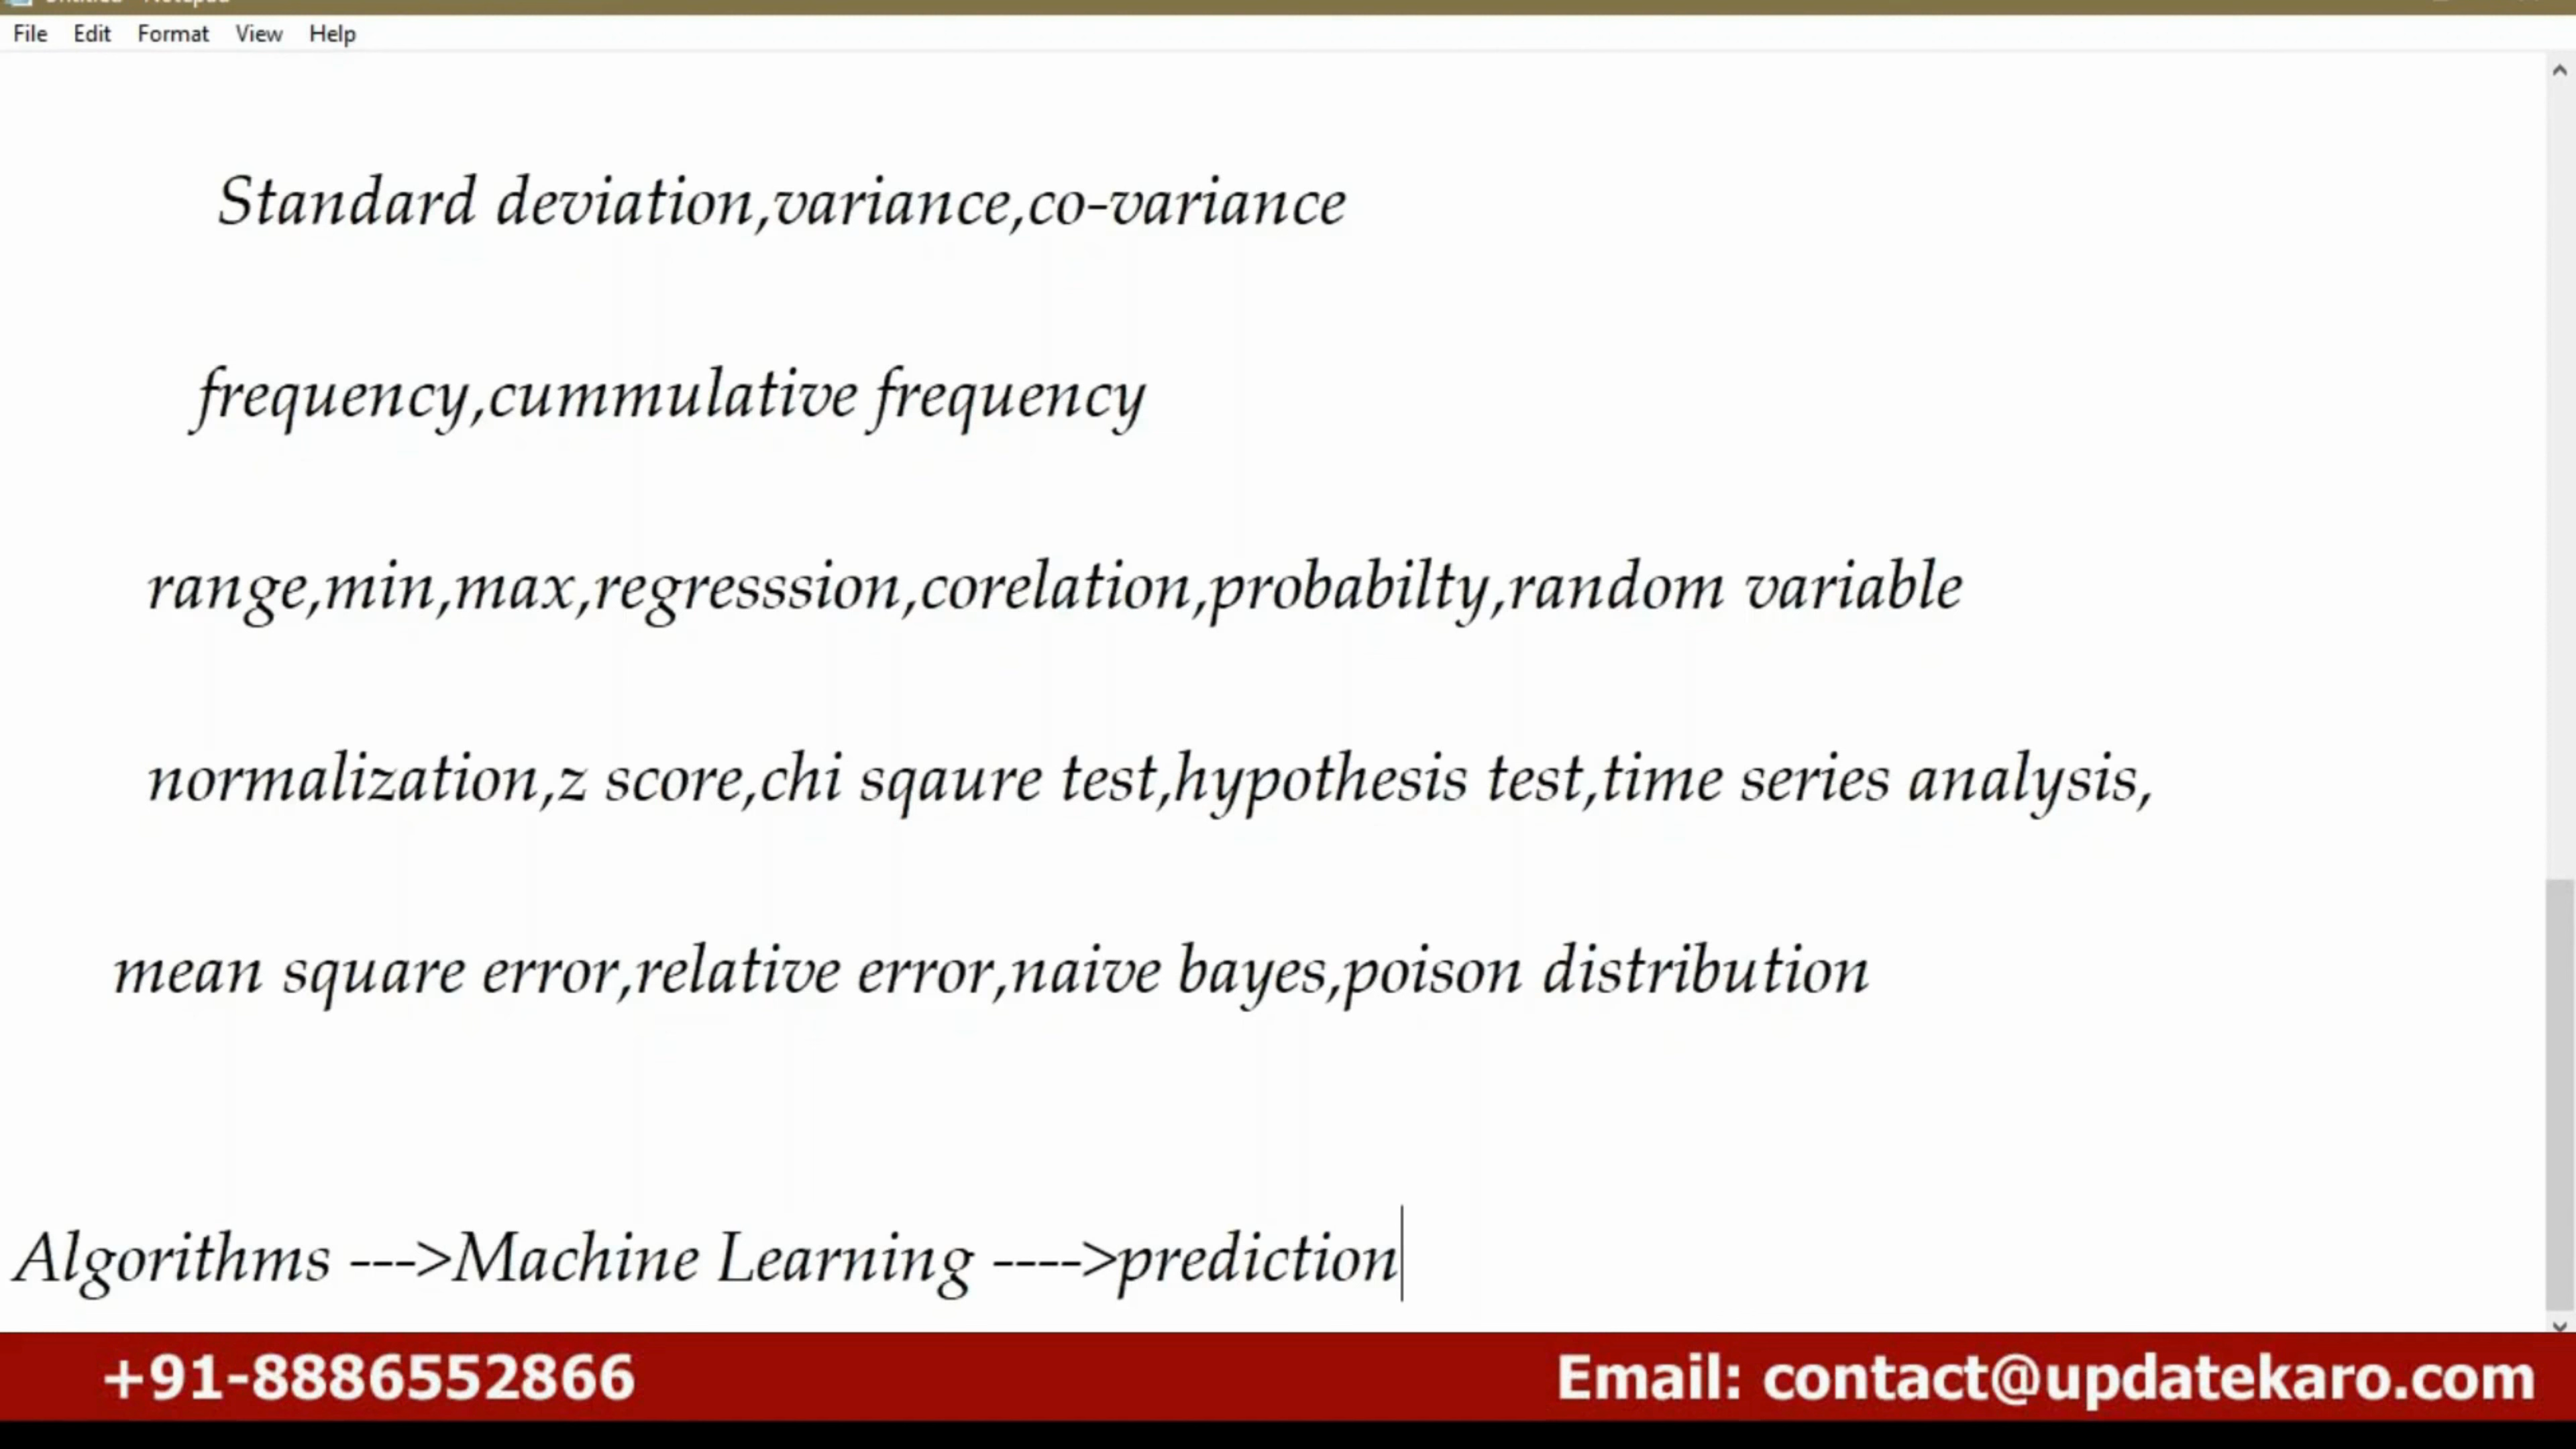 File Edit Format View Help
Standard deviation,variance,co-variance
frequency,cummulative frequency
range,min,max,regresssion,corelation,probabilty,random variable
normalization,z score,chi sqaure test,hypothesis test,time series analysis,
mean square error,relative error,naive bayes,poison distribution
Algorithms --->Machine Learning ---->prediction
+91-8886552866 Email: contact@updatekaro.com